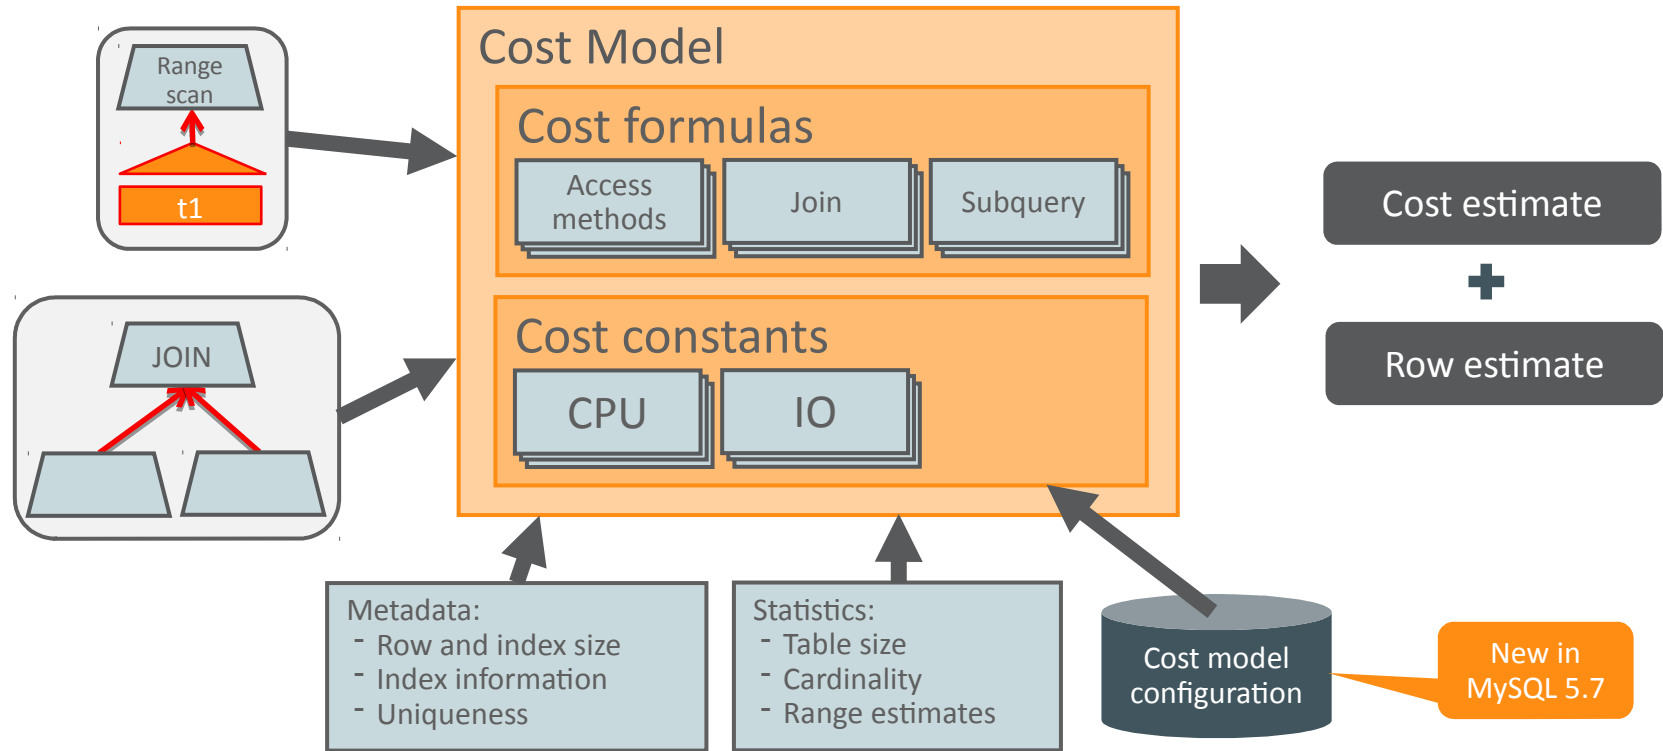 Range
scan
t1
JOIN
Cost Model
Cost formulas
Access
methods
Join
Subquery
Cost constants
CPU
IO
Cost estimate
Row estimate
Metadata:
- Row and index size
- Index information
- Uniqueness
Statistics:
- Table size
- Cardinality
- Range estimates
Cost model
configuration
New in
MySQL 5.7